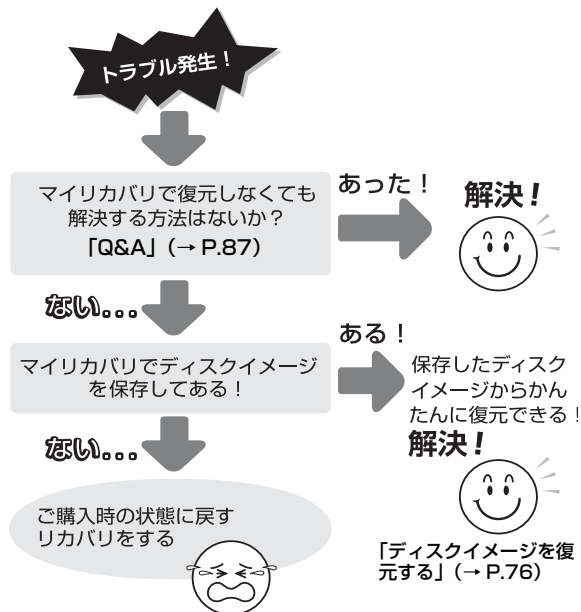 トラブル発生！
マイリカバリで復元しなくても
解決する方法はないか？
「Q&A」（→ P.87）
あった！
解決！
ない...
マイリカバリでディスクイメージ
を保存してある！
ある！
保存したディスク
イメージからかん
たんに復元できる！
解決！
「ディスクイメージを復
元する」（→ P.76）
ない...
ご購入時の状態に戻す
リカバリをする